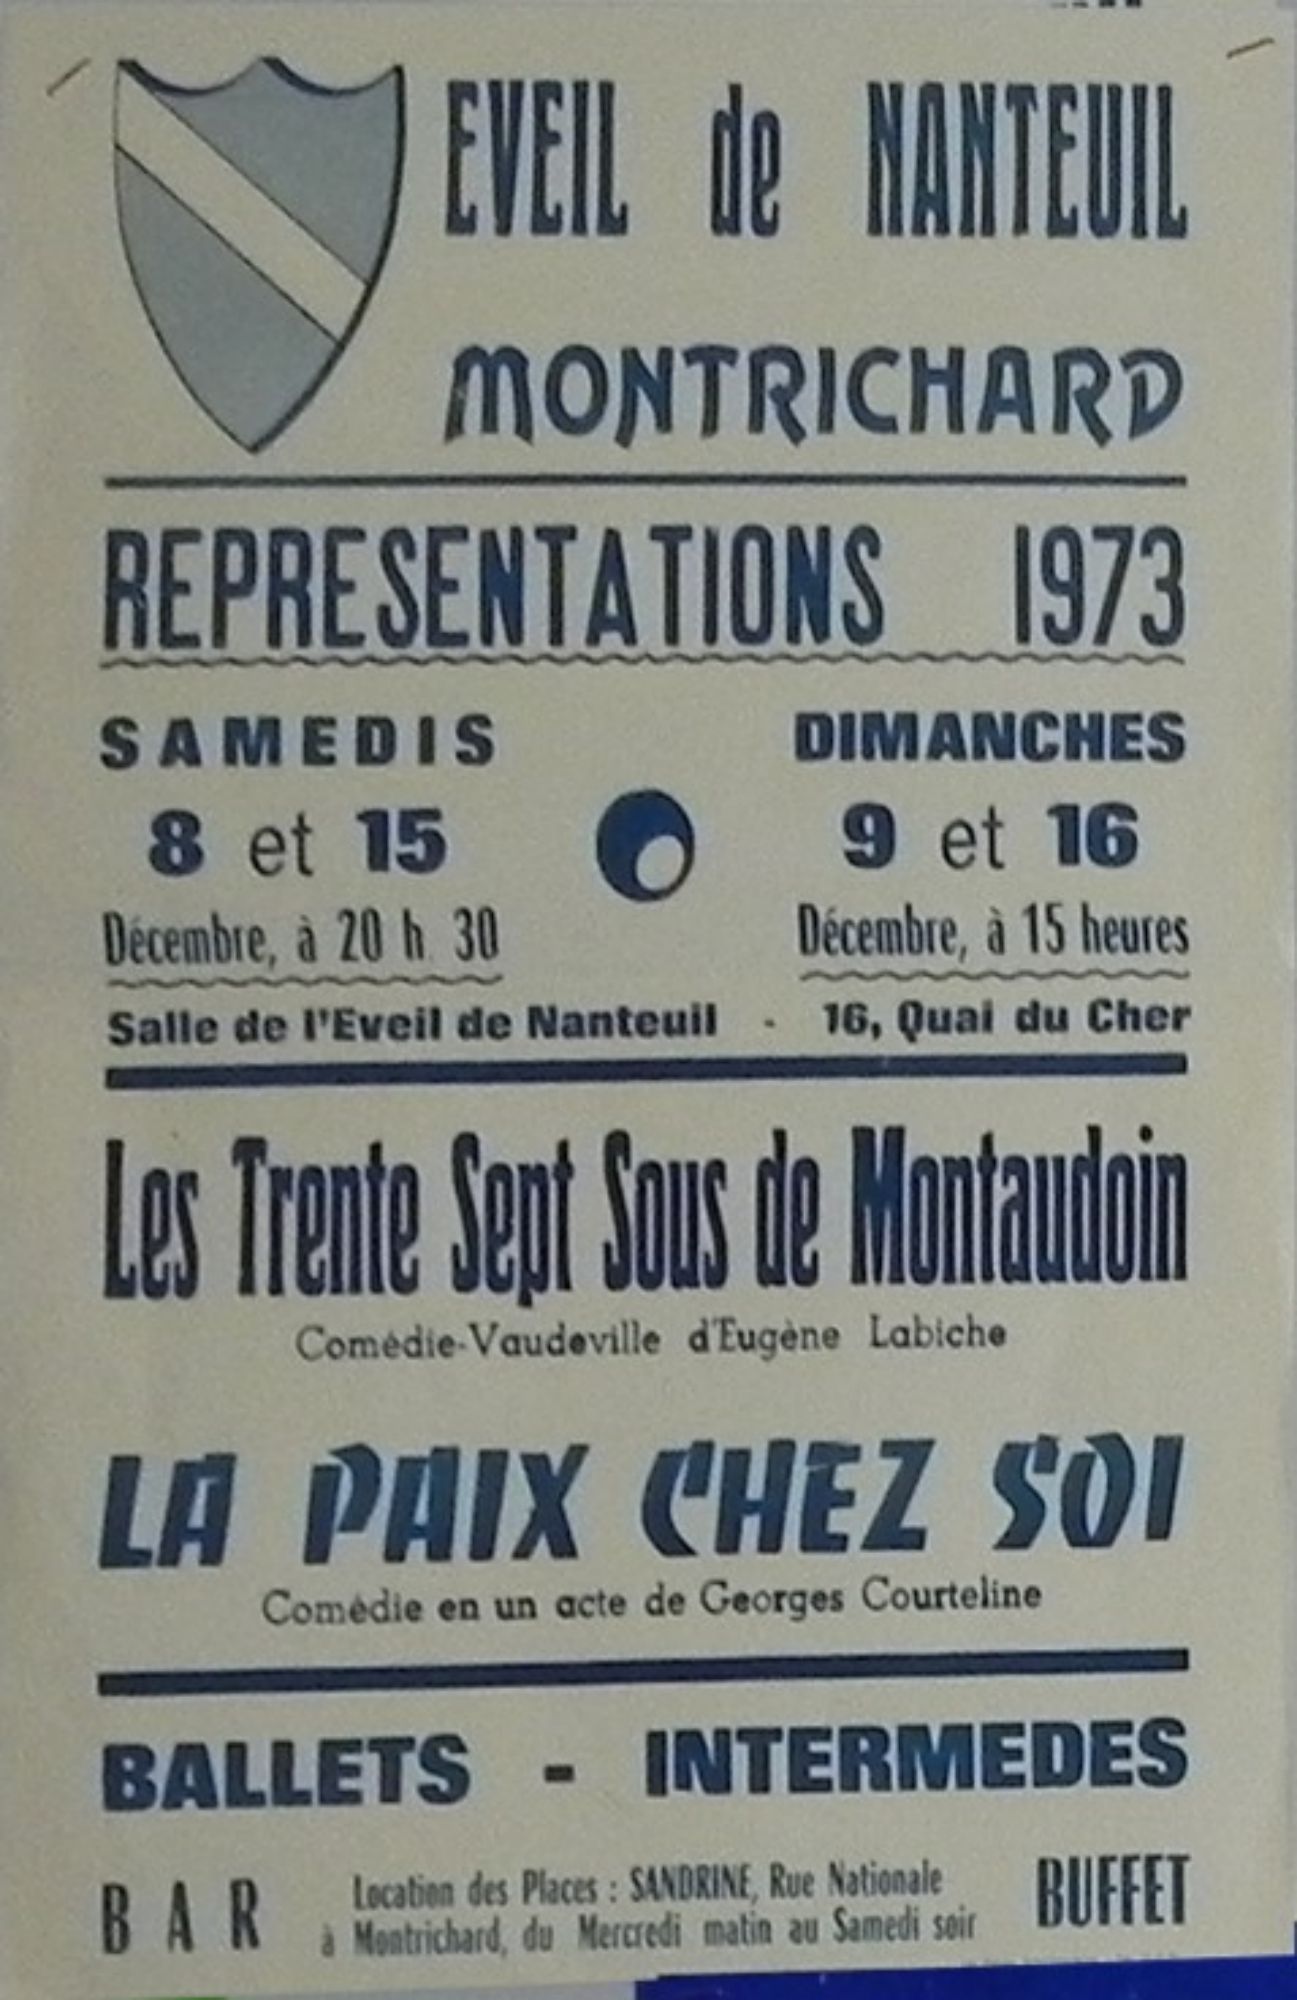 EVEIL de NANTEUIL
MONTRICHARD
REPRESENTATIONS 1973
SAMEDIS
8 et 15
Décembre, à 20 h. 30
DIMANCHES
9 et 16
Décembre, à 15 heures
Salle de l'Eveil de Nanteuil - 16, Quai du Cher
Les Trente Sept Sous de Montaudoin
Comédie-Vaudeville d'Eugène Labiche
LA PAIX CHEZ SOI
Comédie en un acte de Georges Courteline
BALLETS - INTERMEDES
BAR
Location des Places : SANDRINE, Rue Nationale
à Montrichard, du Mercredi matin au Samedi soir
BUFFET